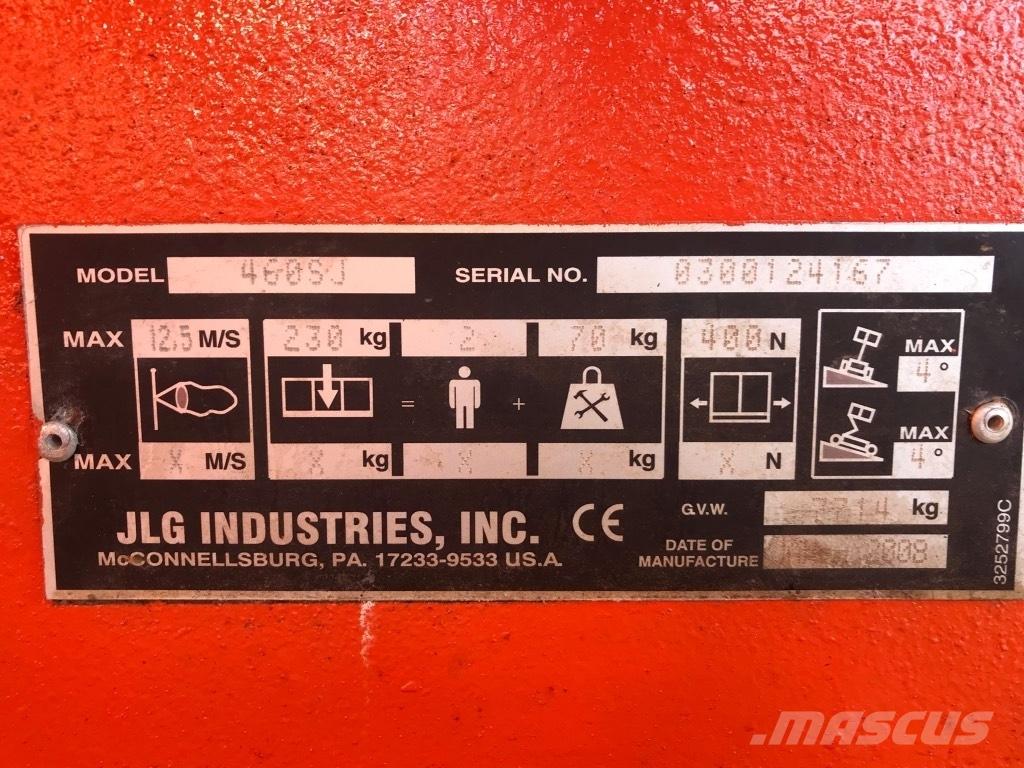 MODEL 460SJ SERIAL NO. 0300124167
MAX 12.5 M/S 230 kg 2 70 kg 400 N
MAX 4°
= +
MAX 4°
MAX X M/S X kg X X kg X N
JLG INDUSTRIES, INC. CE
McCONNELLSBURG, PA. 17233-9533 U.S.A.
G.V.W. 7714 kg
DATE OF
MANUFACTURE 2008
3252799C
MASCUS